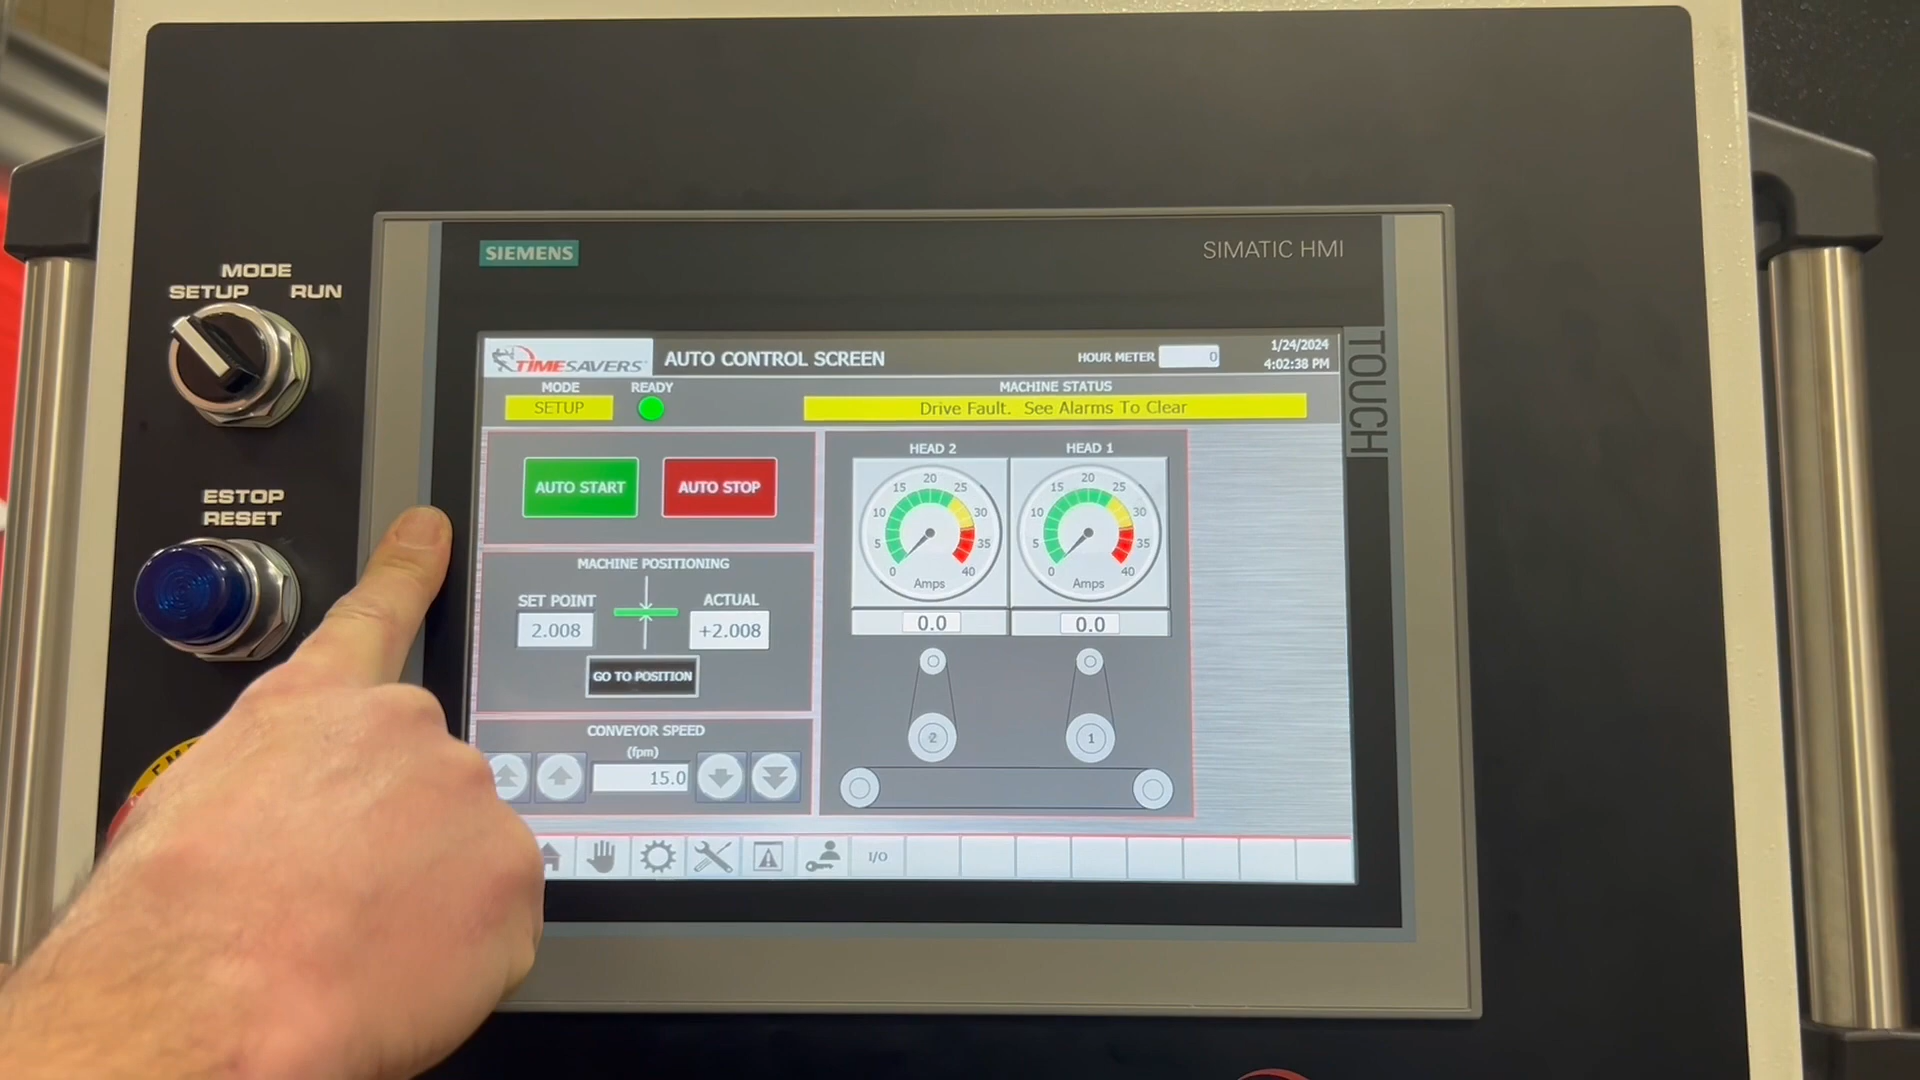 MODE
SETUP RUN
ESTOP
RESET
SIEMENS
SIMATIC HMI
TOUCH
TIMESAVERS
AUTO CONTROL SCREEN
HOUR METER 0
1/24/2024
4:02:38 PM
MODE
READY
MACHINE STATUS
SETUP
Drive Fault. See Alarms To Clear
AUTO START
AUTO STOP
MACHINE POSITIONING
SET POINT
ACTUAL
2.008
+2.008
GO TO POSITION
CONVEYOR SPEED
(fpm)
15.0
HEAD 2
0 5 10 15 20 25 30 35 40
Amps
0.0
HEAD 1
0 5 10 15 20 25 30 35 40
Amps
0.0
2
1
I/O